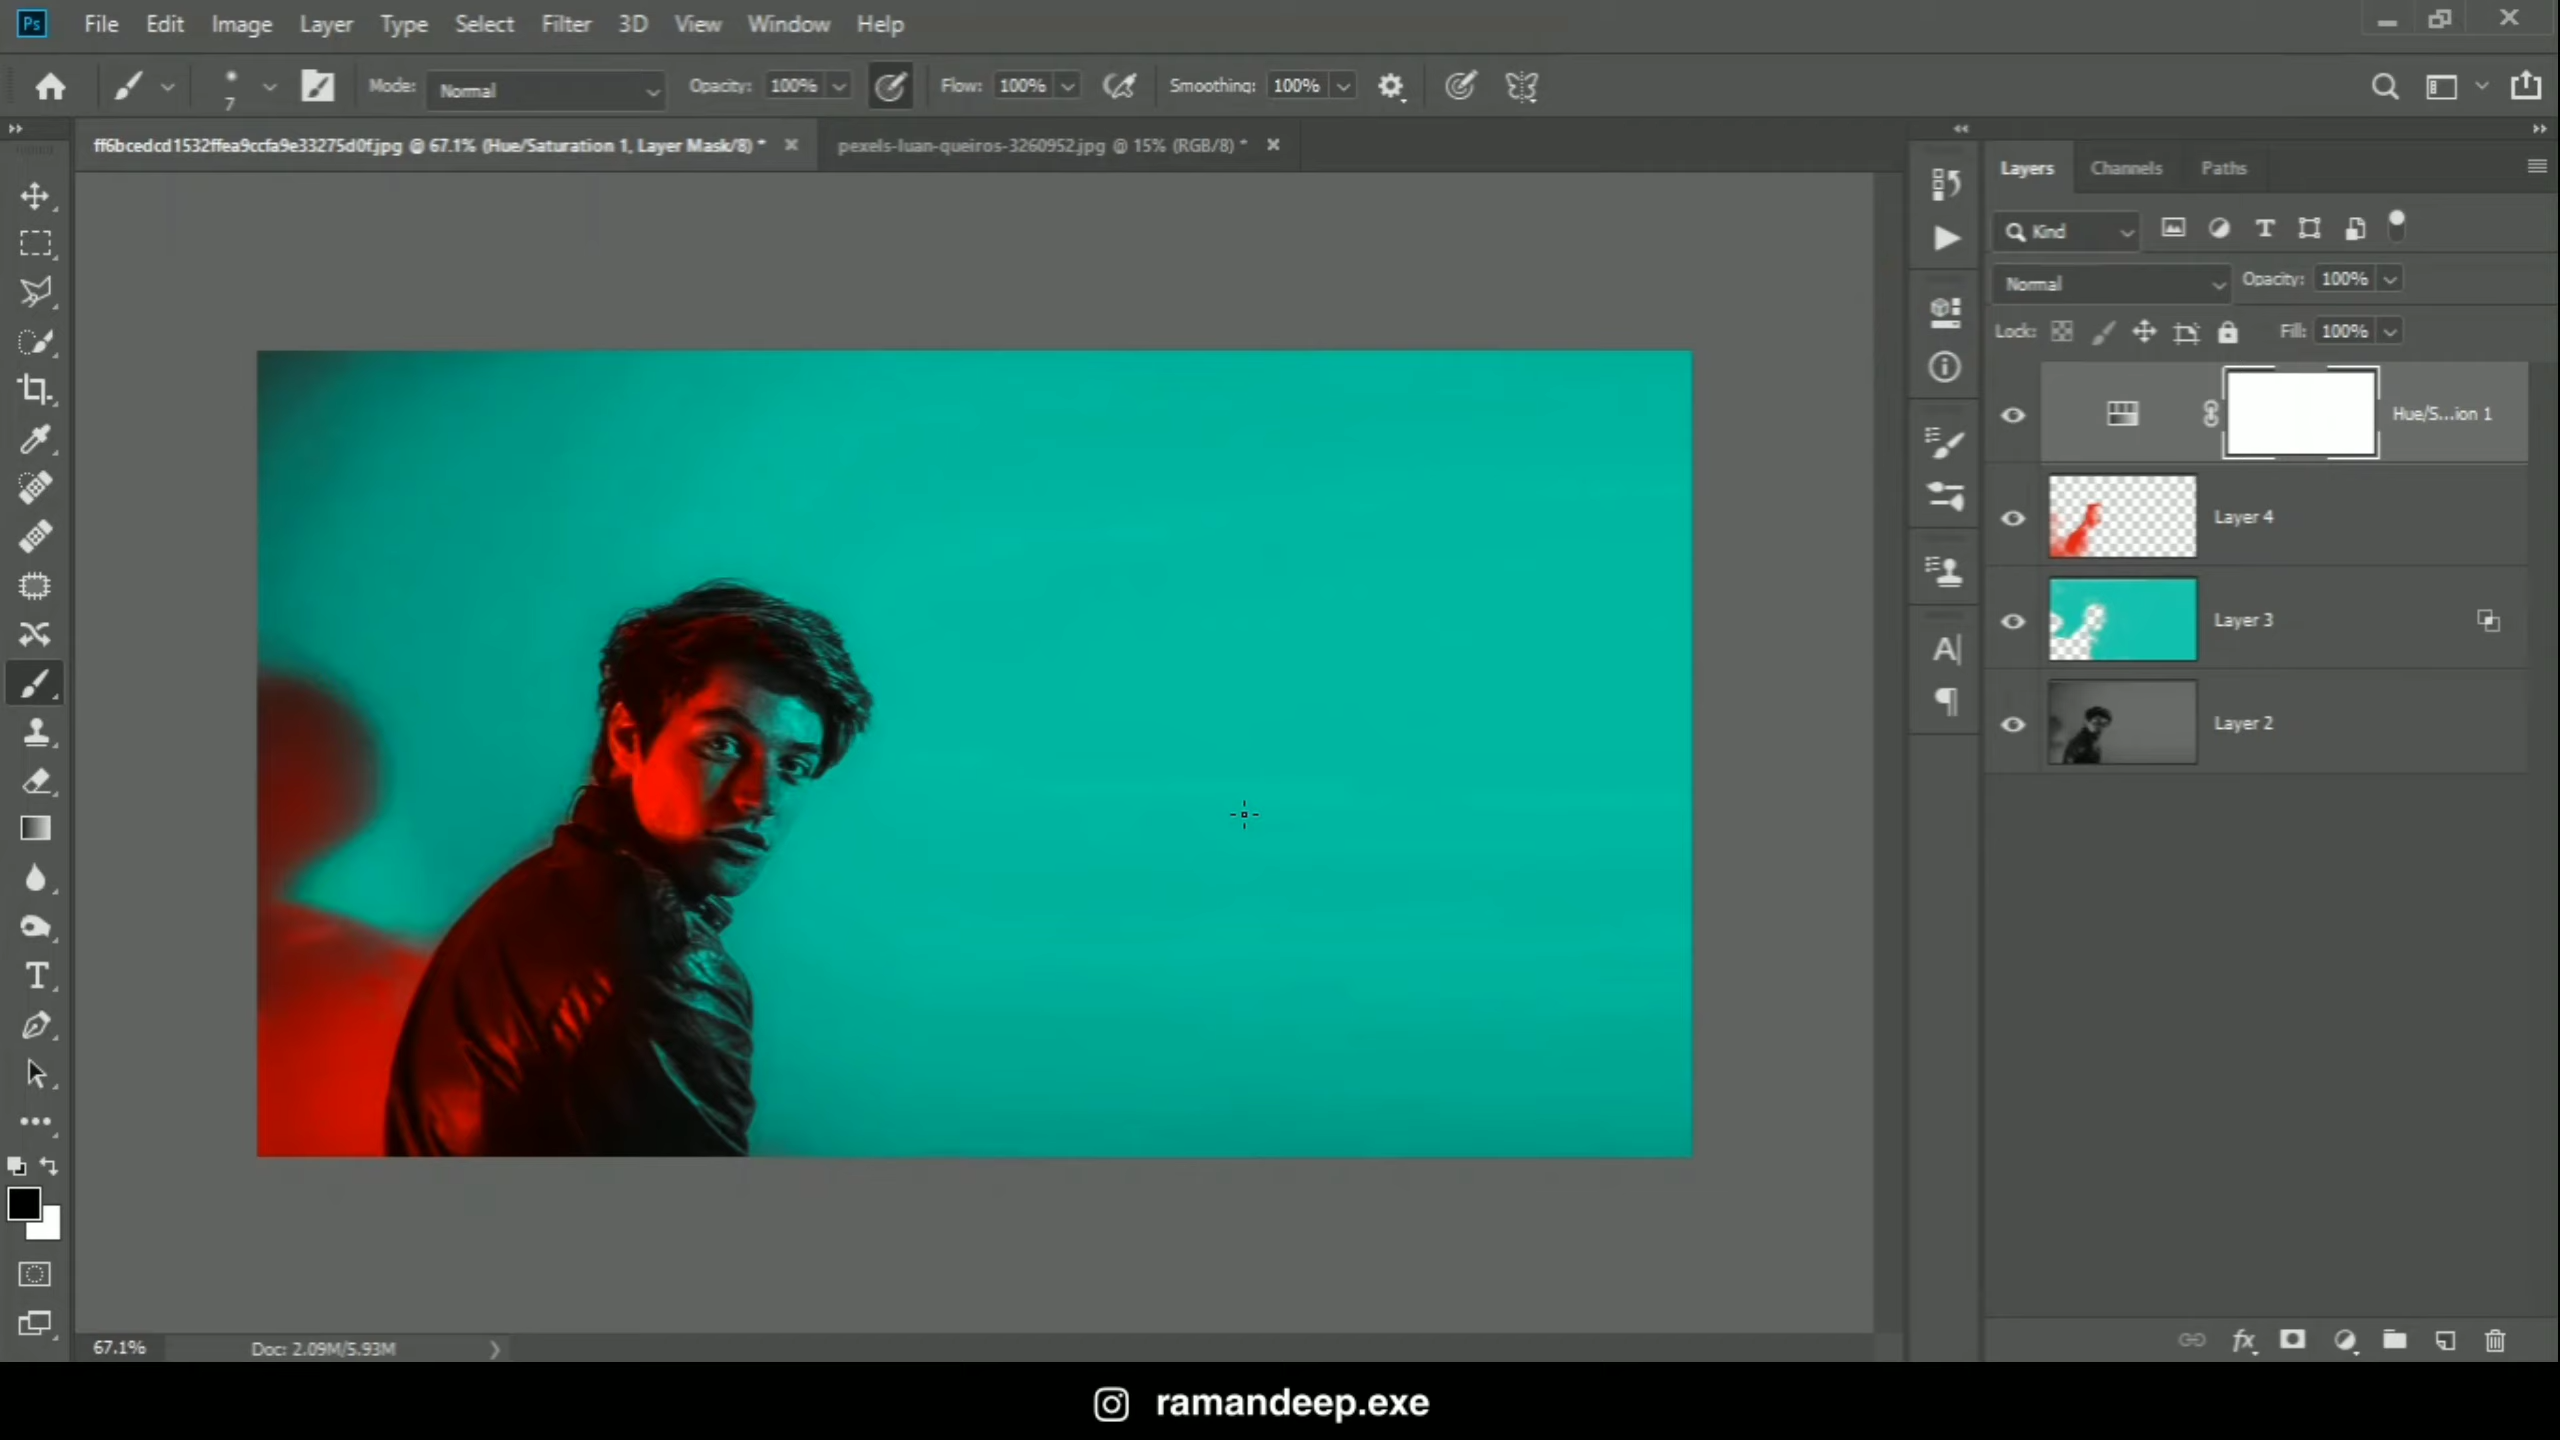 Ps File Edit Image Layer Type Select Filter 3D View Window Help
7 Mode: Normal Opacity: 100% Flow: 100% Smoothing: 100%
ff6bcedcd1532ffea9ccfa9e33275d0f.jpg @ 67.1% (Hue/Saturation 1, Layer Mask/8) * pexels-luan-queiros-3260952.jpg @ 15% (RGB/8) *
Layers Channels Paths
Kind
Normal Opacity: 100%
Lock: Fill: 100%
Hue/S...ion 1
Layer 4
Layer 3
Layer 2
67.1% Doc: 2.09M/5.93M
ramandeep.exe